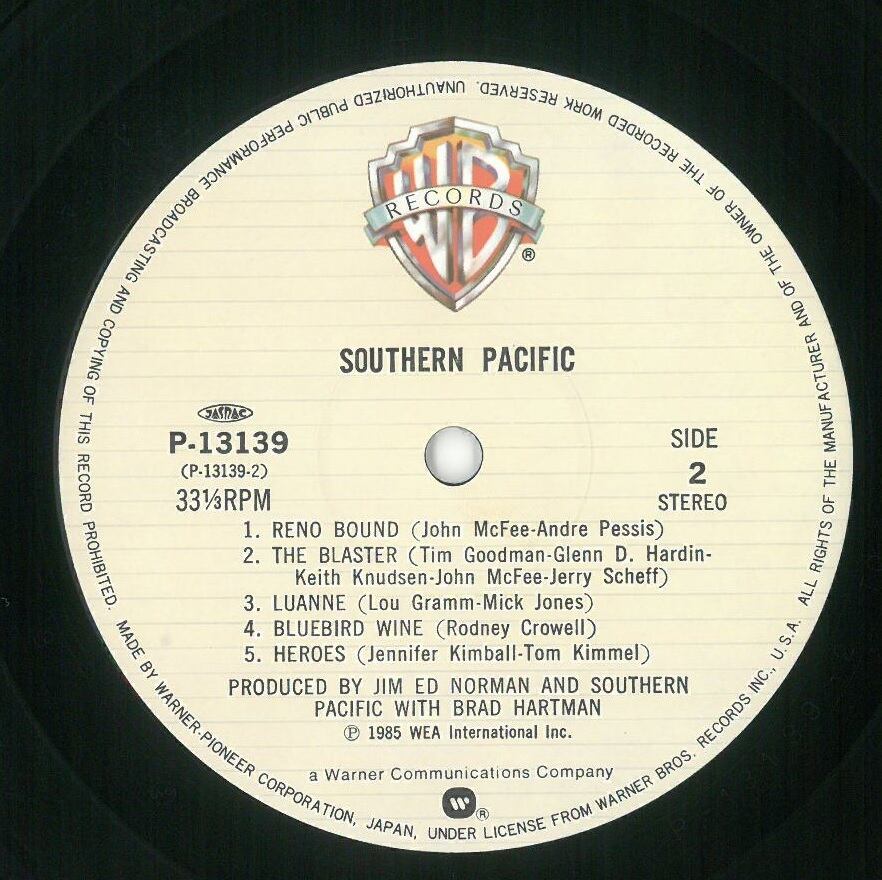 WB
RECORDS
®
SOUTHERN PACIFIC
JASRAC
P-13139
(P-13139-2)
33⅓RPM
SIDE
2
STEREO
1. RENO BOUND (John McFee-Andre Pessis)
2. THE BLASTER (Tim Goodman-Glenn D. Hardin-
Keith Knudsen-John McFee-Jerry Scheff)
3. LUANNE (Lou Gramm-Mick Jones)
4. BLUEBIRD WINE (Rodney Crowell)
5. HEROES (Jennifer Kimball-Tom Kimmel)
PRODUCED BY JIM ED NORMAN AND SOUTHERN
PACIFIC WITH BRAD HARTMAN
℗ 1985 WEA International Inc.
a Warner Communications Company
®
MADE BY WARNER-PIONEER CORPORATION, JAPAN, UNDER LICENSE FROM WARNER BROS. RECORDS INC., U.S.A. ALL RIGHTS OF THE MANUFACTURER AND OF THE OWNER OF THE RECORDED WORK RESERVED. UNAUTHORIZED PUBLIC PERFORMANCE BROADCASTING AND COPYING OF THIS RECORD PROHIBITED.